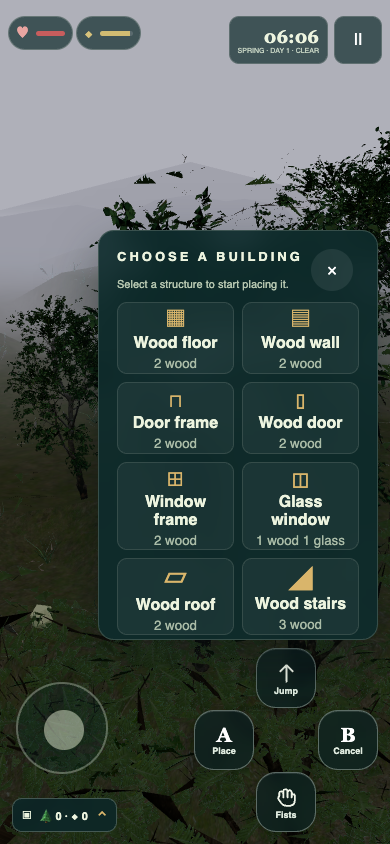 06:06
SPRING · DAY 1 · CLEAR
CHOOSE A BUILDING
Select a structure to start placing it.
Wood floor
2 wood
Wood wall
2 wood
Door frame
2 wood
Wood door
2 wood
Window
frame
2 wood
Glass
window
1 wood 1 glass
Wood roof
2 wood
Wood stairs
3 wood
Jump
A
Place
B
Cancel
Fists
0 · ◆ 0